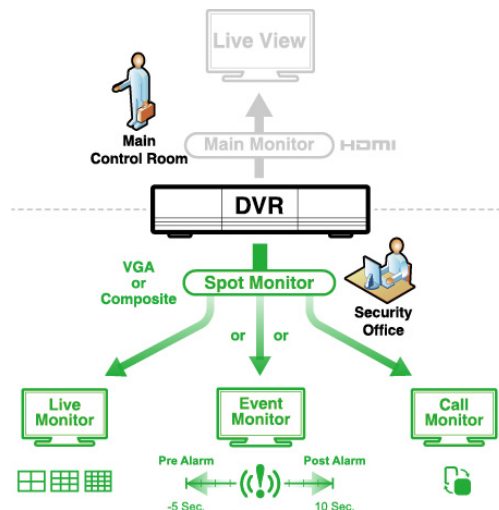 Live View
Main
Control Room
Main Monitor
HDMI
DVR
VGA
or
Composite
Spot Monitor
Security
Office
or
or
Live
Monitor
Event
Monitor
Call
Monitor
Pre Alarm
Post Alarm
-5 Sec.
10 Sec.